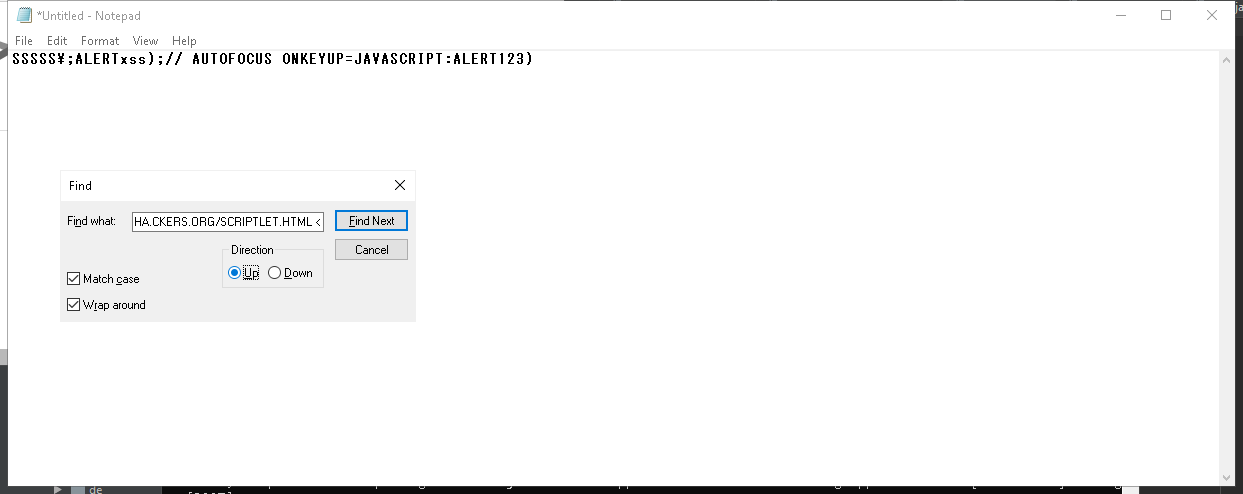 *Untitled - Notepad
File Edit Format View Help
SSSSS¥;ALERTxss);// AUTOFOCUS ONKEYUP=JAVASCRIPT:ALERT123)
Find
Find what: HA.CKERS.ORG/SCRIPTLET.HTML < Find Next
Direction Cancel
Up Down
Match case
Wrap around
de